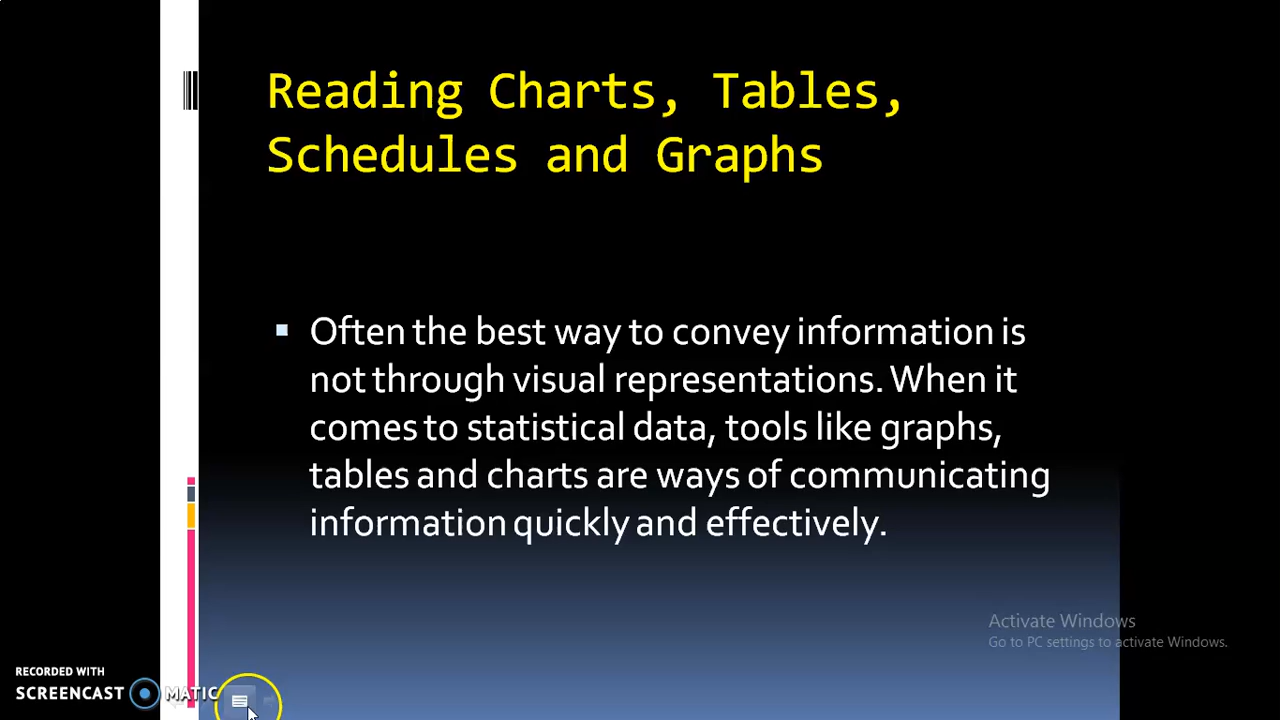 Reading Charts, Tables,
Schedules and Graphs
Often the best way to convey information is
not through visual representations. When it
comes to statistical data, tools like graphs,
tables and charts are ways of communicating
information quickly and effectively.
Activate Windows
Go to PC settings to activate Windows.
RECORDED WITH
SCREENCAST MATIC